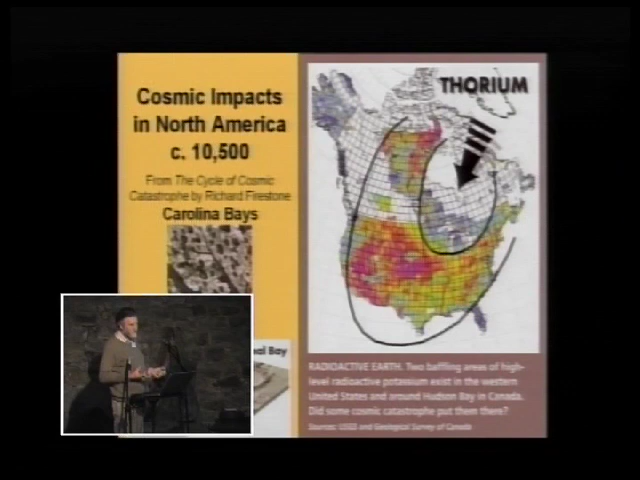 Cosmic Impacts
in North America
c. 10,500
From The Cycle of Cosmic
Catastrophe by Richard Firestone
Carolina Bays
nal Bay
THORIUM
RADIOACTIVE EARTH. Two baffling areas of high-
level radioactive potassium exist in the western
United States and around Hudson Bay in Canada.
Did some cosmic catastrophe put them there?
Sources: USGS and Geological Survey of Canada